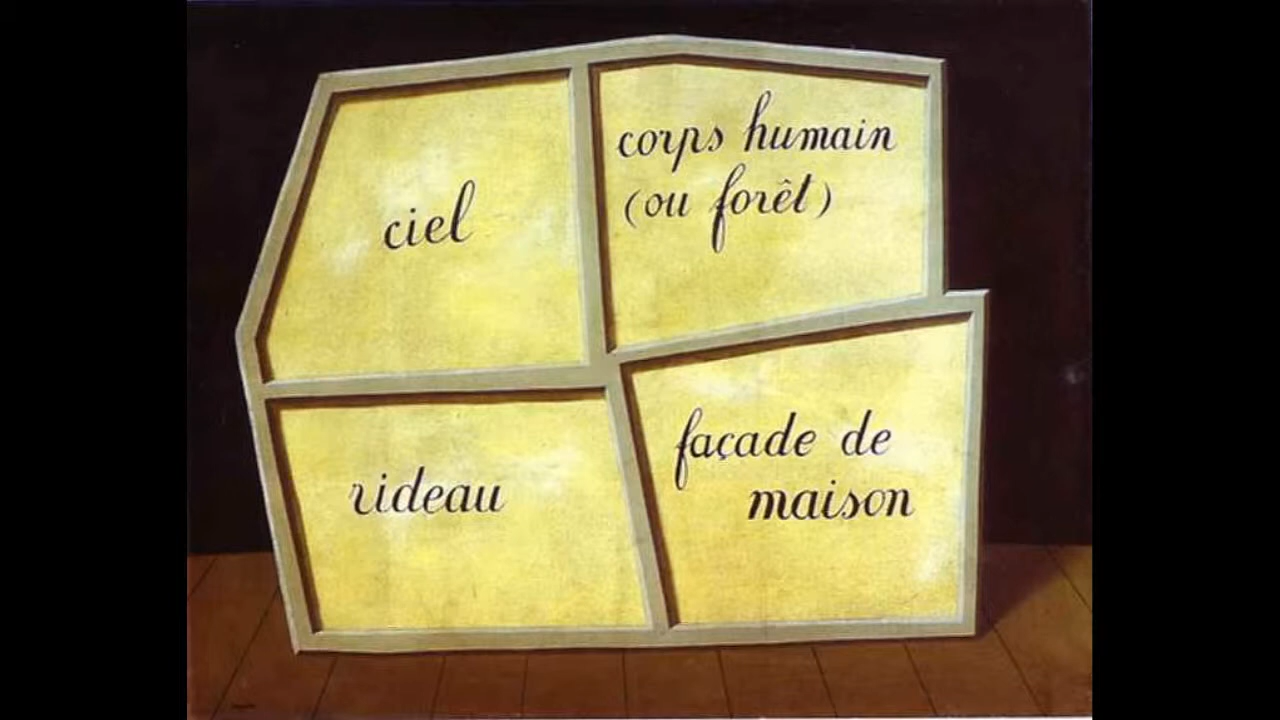 ciel
corps humain
(ou forêt)
rideau
façade de
maison